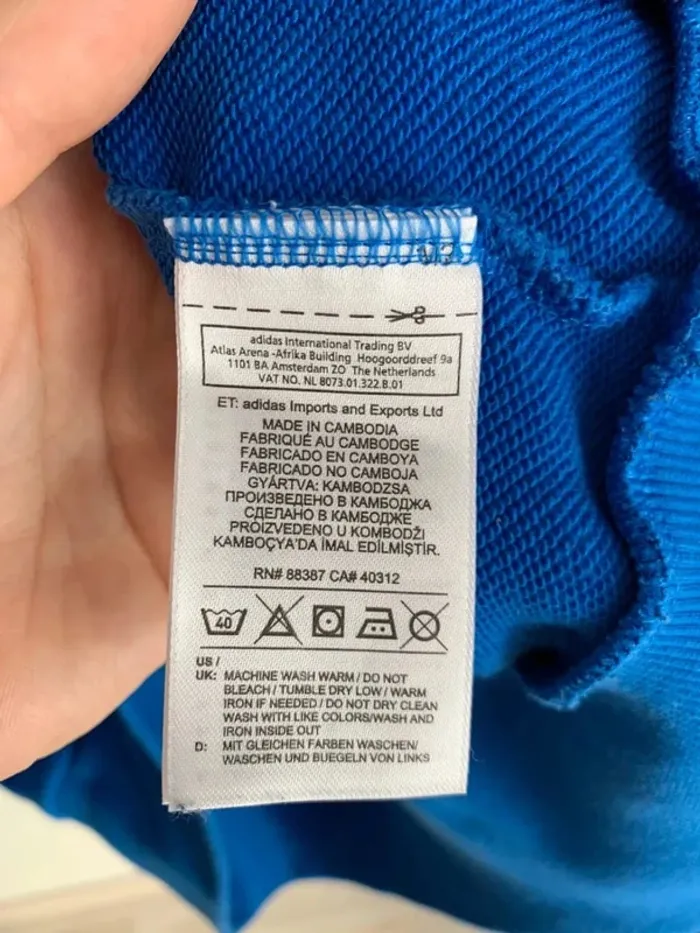 adidas International Trading BV
Atlas Arena -Afrika Building Hoogoorddreef 9a
1101 BA Amsterdam ZO The Netherlands
VAT NO. NL 8073.01.322.B.01
ET: adidas Imports and Exports Ltd
MADE IN CAMBODIA
FABRIQUÉ AU CAMBODGE
FABRICADO EN CAMBOYA
FABRICADO NO CAMBOJA
GYÁRTVA: KAMBODZSA
ПРОИЗВЕДЕНО В КАМБОДЖА
СДЕЛАНО В КАМБОДЖЕ
PROIZVEDENO U KOMBODŽI
KAMBOÇYA'DA İMAL EDİLMİŞTİR.
RN# 88387 CA# 40312
40
US /
UK: MACHINE WASH WARM / DO NOT
BLEACH / TUMBLE DRY LOW / WARM
IRON IF NEEDED / DO NOT DRY CLEAN
WASH WITH LIKE COLORS/WASH AND
IRON INSIDE OUT
D: MIT GLEICHEN FARBEN WASCHEN/
WASCHEN UND BUEGELN VON LINKS